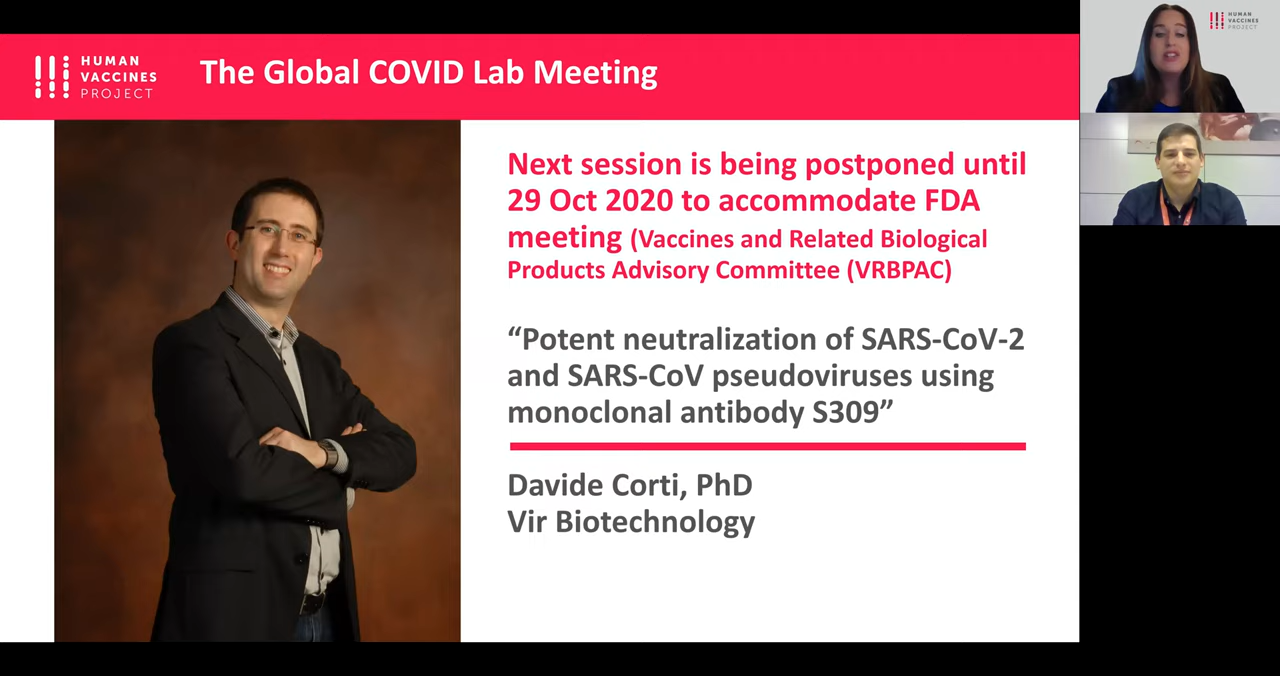 HUMAN
VACCINES
PROJECT
The Global COVID Lab Meeting
Next session is being postponed until
29 Oct 2020 to accommodate FDA
meeting (Vaccines and Related Biological
Products Advisory Committee (VRBPAC)
“Potent neutralization of SARS-CoV-2
and SARS-CoV pseudoviruses using
monoclonal antibody S309”
Davide Corti, PhD
Vir Biotechnology
HUMAN
VACCINES
PROJECT